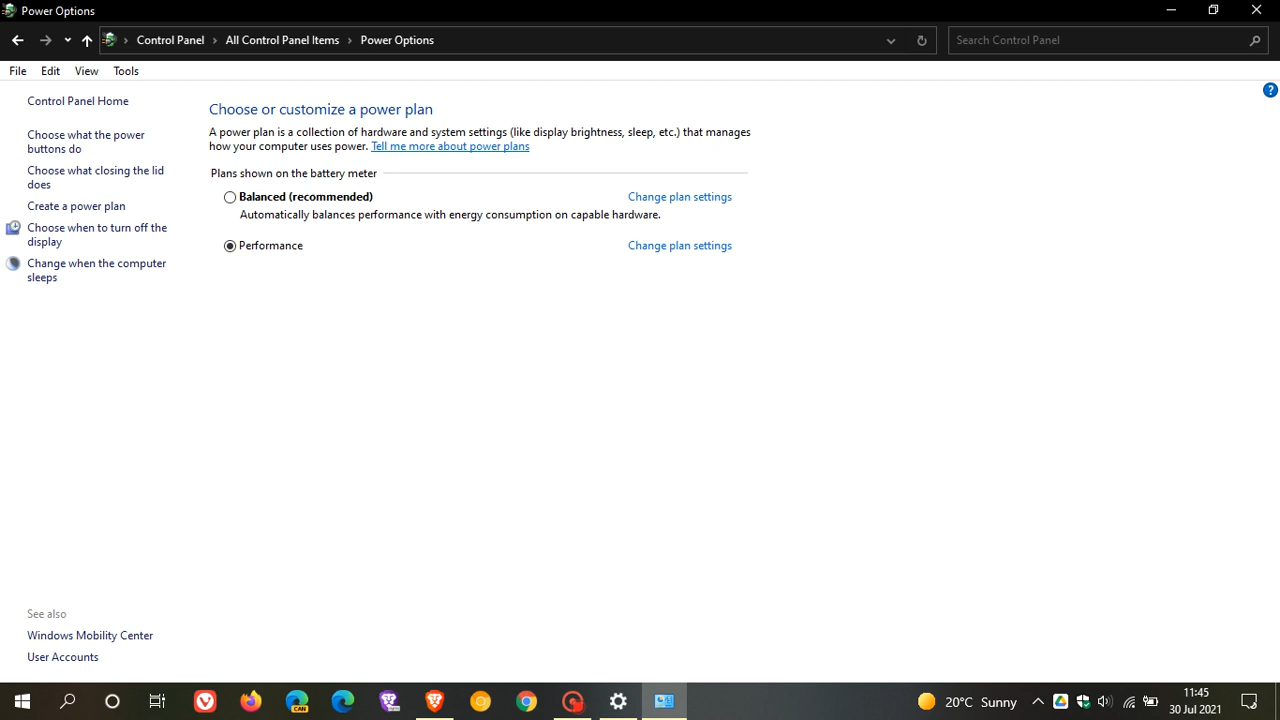 Power Options
Control Panel › All Control Panel Items › Power Options
Search Control Panel
File Edit View Tools
Control Panel Home
Choose what the power
buttons do
Choose what closing the lid
does
Create a power plan
Choose when to turn off the
display
Change when the computer
sleeps
Choose or customize a power plan
A power plan is a collection of hardware and system settings (like display brightness, sleep, etc.) that manages
how your computer uses power. Tell me more about power plans
Plans shown on the battery meter
Balanced (recommended) Change plan settings
Automatically balances performance with energy consumption on capable hardware.
Performance Change plan settings
See also
Windows Mobility Center
User Accounts
CAN
20°C Sunny
11:45
30 Jul 2021